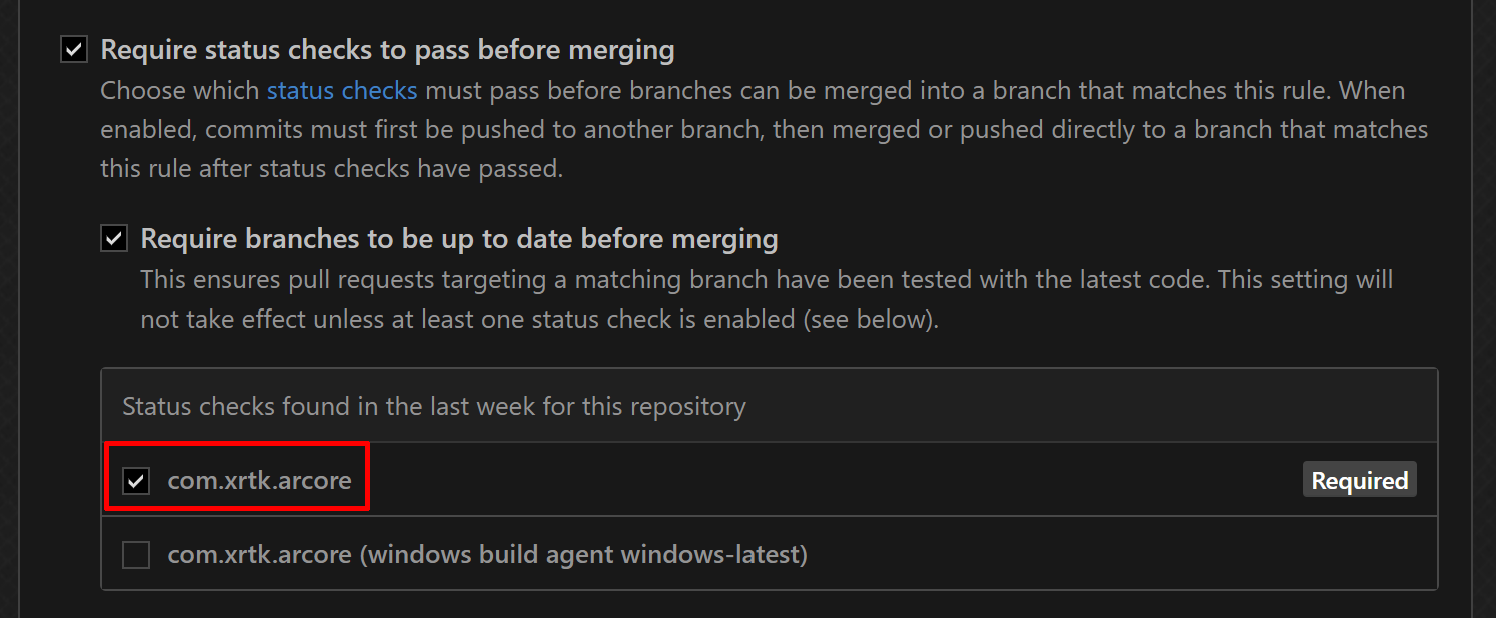 Require status checks to pass before merging
Choose which status checks must pass before branches can be merged into a branch that matches this rule. When
enabled, commits must first be pushed to another branch, then merged or pushed directly to a branch that matches
this rule after status checks have passed.
Require branches to be up to date before merging
This ensures pull requests targeting a matching branch have been tested with the latest code. This setting will
not take effect unless at least one status check is enabled (see below).
Status checks found in the last week for this repository
com.xrtk.arcore Required
com.xrtk.arcore (windows build agent windows-latest)